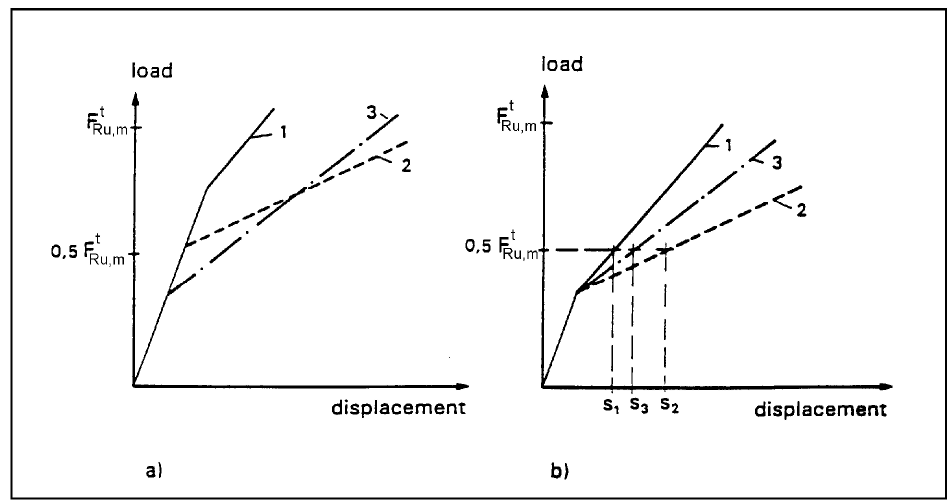 load
F^t_Ru,m
1
3
2
0,5 F^t_Ru,m
displacement
a)
load
F^t_Ru,m
1
3
2
0,5 F^t_Ru,m
s₁ s₃ s₂
displacement
b)